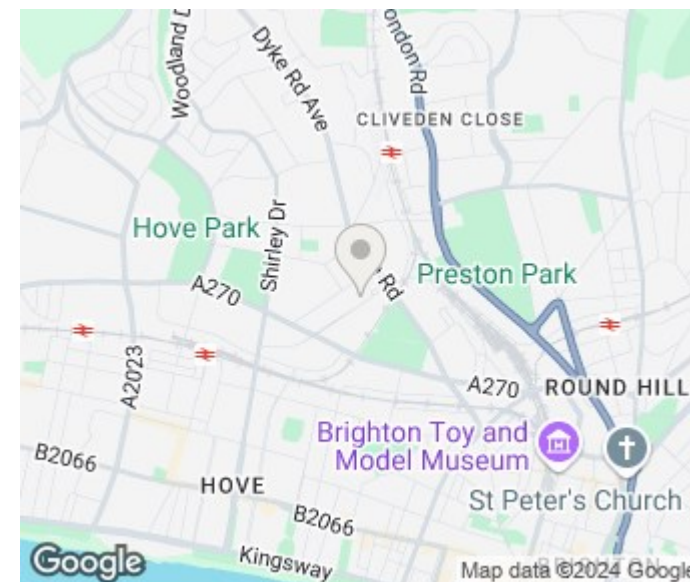 Woodland D
Dyke Rd Ave
ondon Rd
CLIVEDEN CLOSE
Hove Park
Shirley Dr
Rd
Preston Park
A270
A2023
A270
ROUND HILL
Brighton Toy and
Model Museum
B2066
HOVE
St Peter's Church
B2066
Kingsway
Google
Map data ©2024 Google